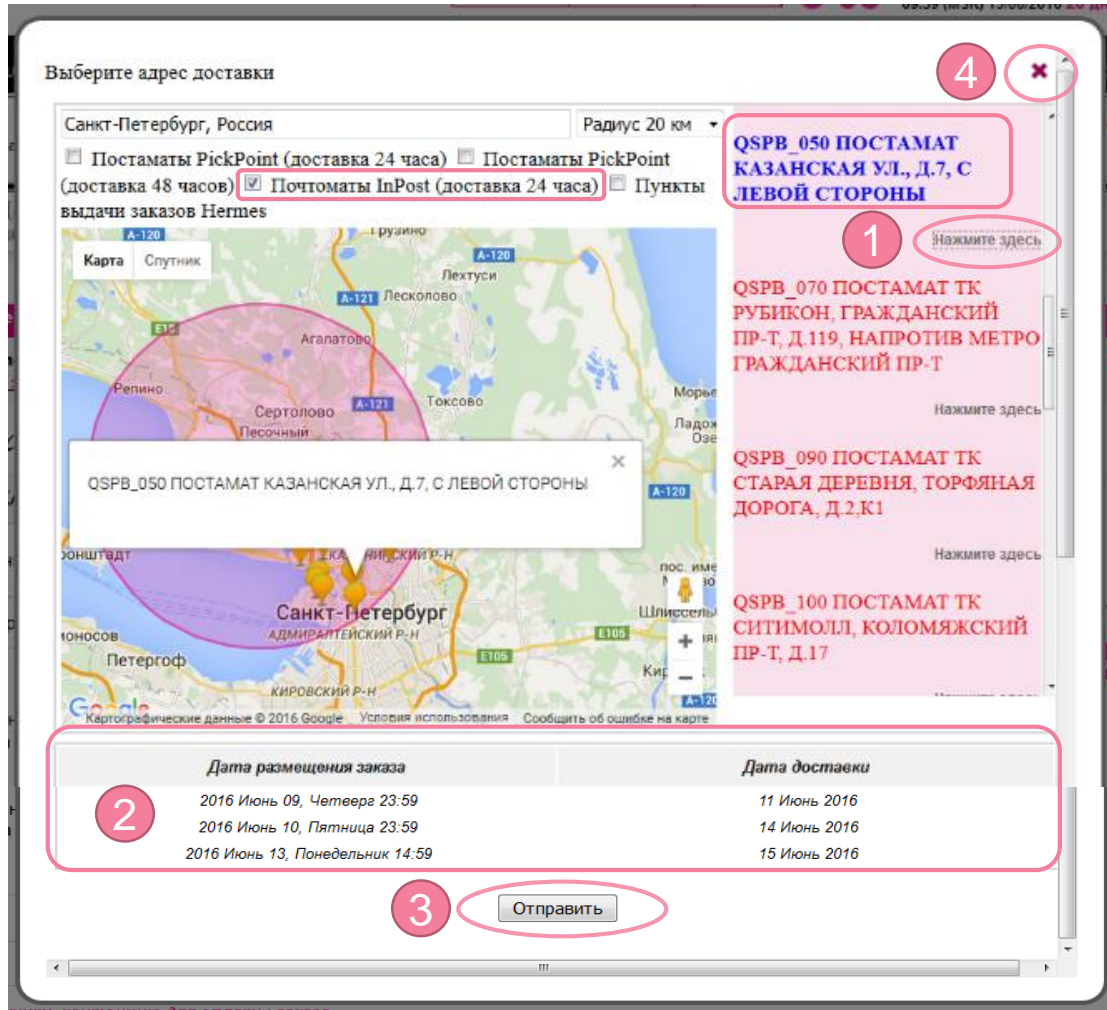 Выберите адрес доставки
4
Санкт-Петербург, Россия
Радиус 20 км
Постаматы PickPoint (доставка 24 часа) Постаматы PickPoint
(доставка 48 часов) Почтоматы InPost (доставка 24 часа) Пункты
выдачи заказов Hermes
QSPB_050 ПОСТАМАТ
КАЗАНСКАЯ УЛ., Д.7, С
ЛЕВОЙ СТОРОНЫ
1
Нажмите здесь
QSPB_070 ПОСТАМАТ ТК
РУБИКОН, ГРАЖДАНСКИЙ
ПР-Т, Д.119, НАПРОТИВ МЕТРО
ГРАЖДАНСКИЙ ПР-Т
Нажмите здесь
QSPB_090 ПОСТАМАТ ТК
СТАРАЯ ДЕРЕВНЯ, ТОРФЯНАЯ
ДОРОГА, Д.2,К1
Нажмите здесь
QSPB_100 ПОСТАМАТ ТК
СИТИМОЛЛ, КОЛОМЯЖСКИЙ
ПР-Т, Д.17
A-120
Грузино
Карта Спутник
A-120
Лехтуси
A-121 Лесколово
E18
Агалатово
Репино
Сертолово
A-121
Токсово
Песочный
QSPB_050 ПОСТАМАТ КАЗАНСКАЯ УЛ., Д.7, С ЛЕВОЙ СТОРОНЫ
A-120
Санкт-Петербург
АДМИРАЛТЕЙСКИЙ Р-Н
E105
Петергоф
E105
КИРОВСКИЙ Р-Н
Google
A-120
Картографические данные © 2016 Google Условия использования Сообщить об ошибке на карте
Дата размещения заказа Дата доставки
2
2016 Июнь 09, Четверг 23:59 11 Июнь 2016
2016 Июнь 10, Пятница 23:59 14 Июнь 2016
2016 Июнь 13, Понедельник 14:59 15 Июнь 2016
3
Отправить